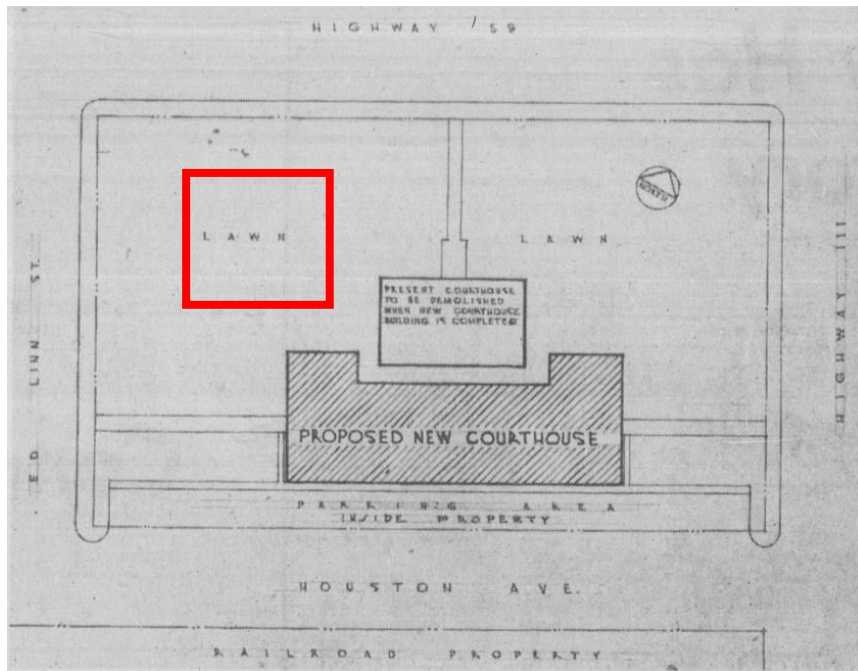 HIGHWAY 59
NORTH
LAWN
LAWN
HIGHWAY 111
ED LINN ST.
PRESENT COURTHOUSE
TO BE DEMOLISHED
WHEN NEW COURTHOUSE
BUILDING IS COMPLETED
PROPOSED NEW COURTHOUSE
PARKING AREA
INSIDE PROPERTY
HOUSTON AVE.
RAILROAD PROPERTY